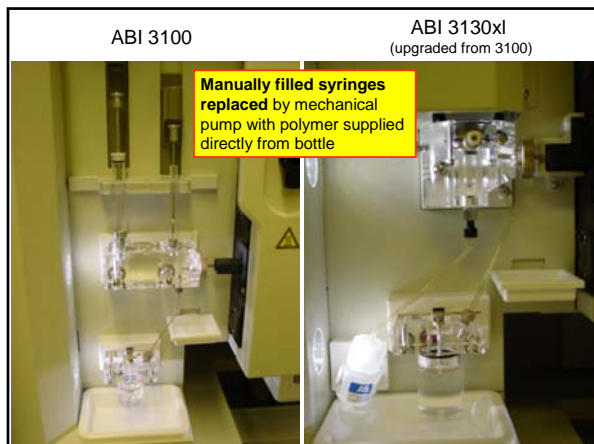 ABI 3100
ABI 3130xl
(upgraded from 3100)
Manually filled syringes
replaced by mechanical
pump with polymer supplied
directly from bottle